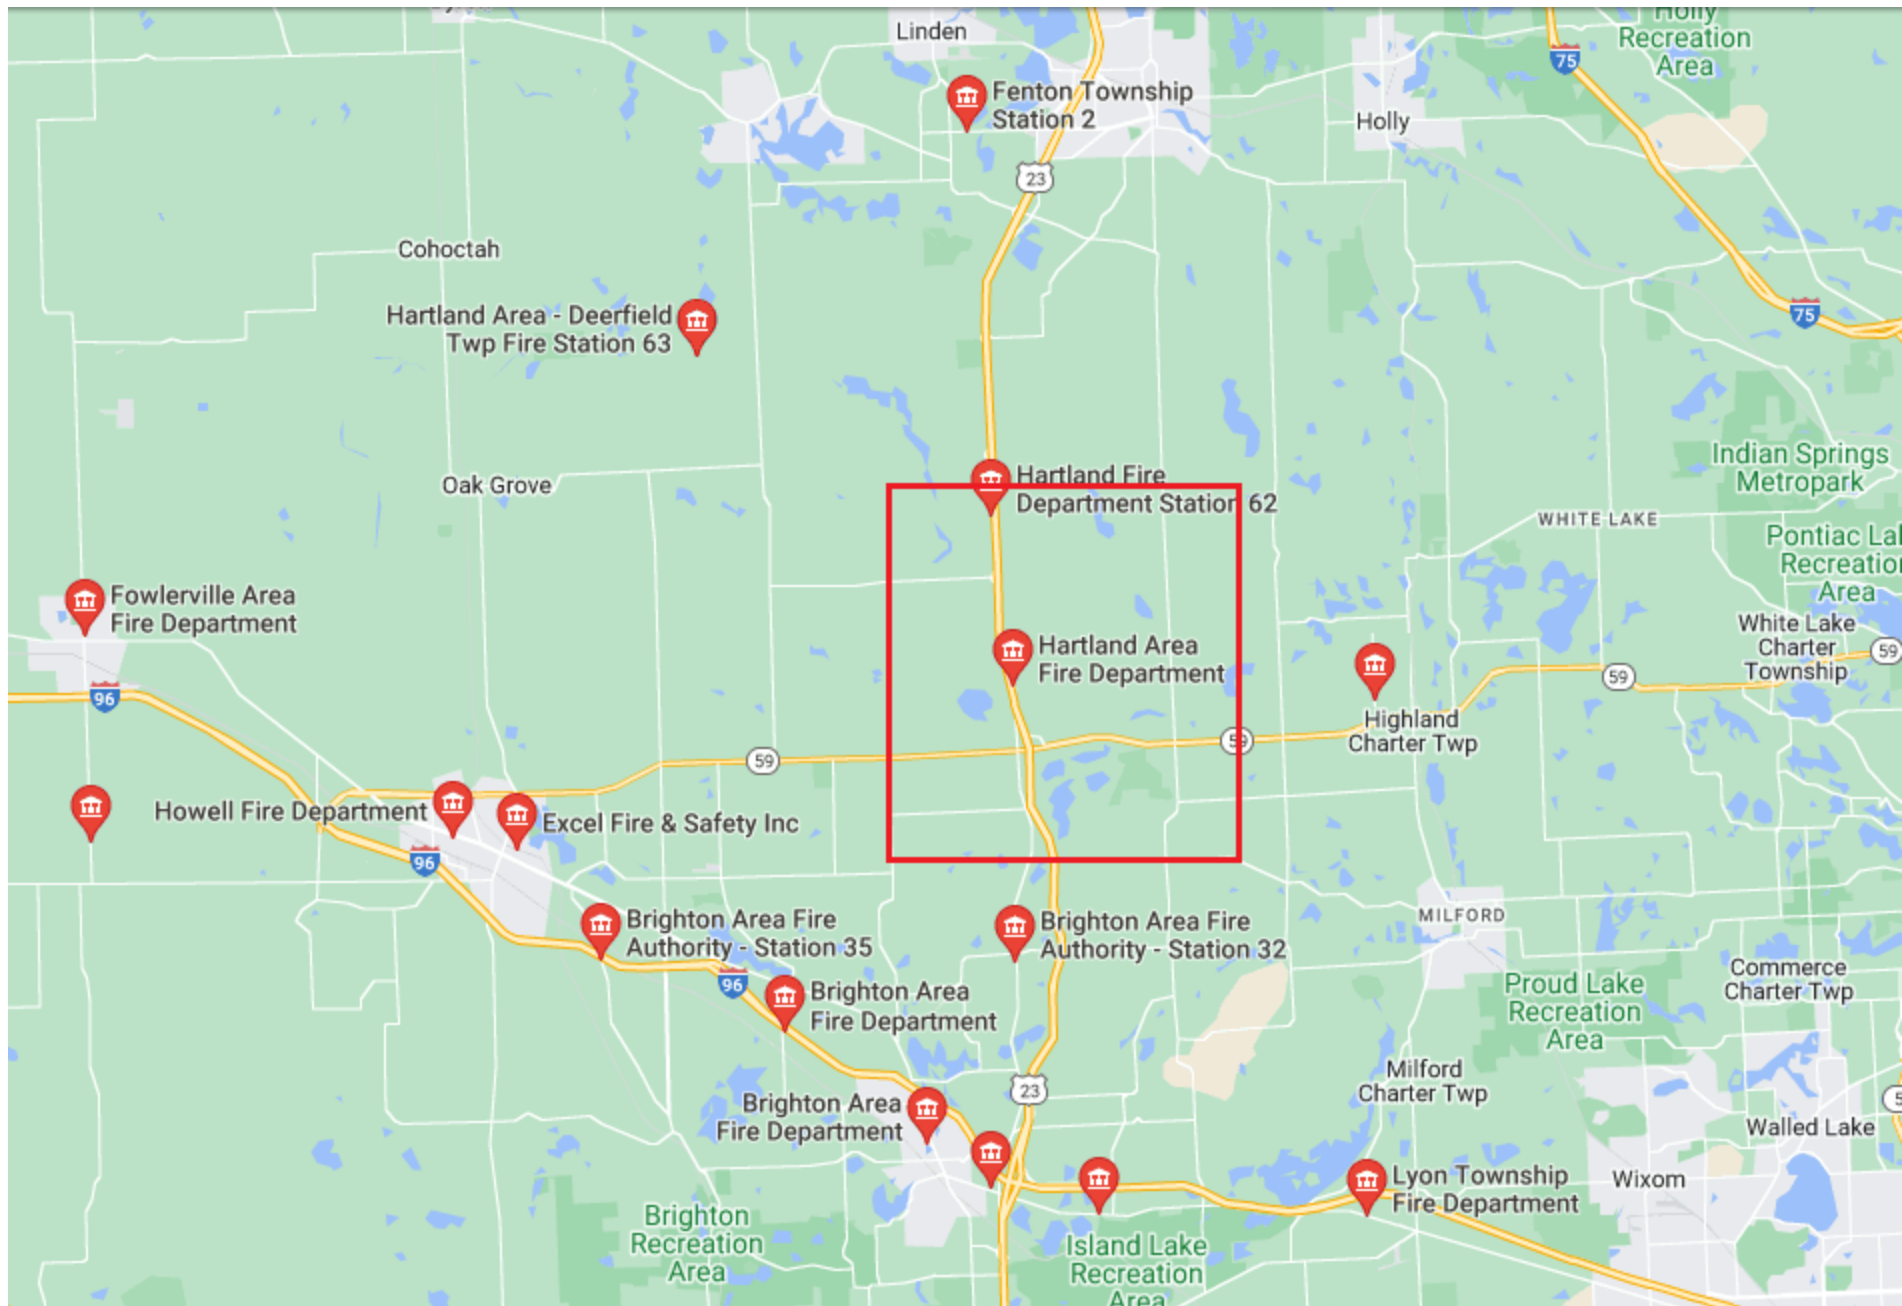 Linden
Holly
Recreation
Area
75
Fenton Township
Station 2
Holly
23
Cohoctah
Hartland Area - Deerfield
Twp Fire Station 63
75
Oak Grove
Hartland Fire
Department Station 62
Indian Springs
Metropark
WHITE LAKE
Recreation
Area
Fowlerville Area
Fire Department
Hartland Area
Fire Department
White Lake
Charter
Township
59
59
96
Highland
Charter Twp
59
59
Howell Fire Department
Excel Fire & Safety Inc
96
MILFORD
Brighton Area Fire
Authority - Station 35
Brighton Area Fire
Authority - Station 32
96
Brighton Area
Fire Department
Proud Lake
Recreation
Area
Commerce
Charter Twp
Milford
Charter Twp
23
Brighton Area
Fire Department
Walled Lake
Lyon Township
Fire Department
Wixom
Brighton
Recreation
Area
Island Lake
Recreation
Area